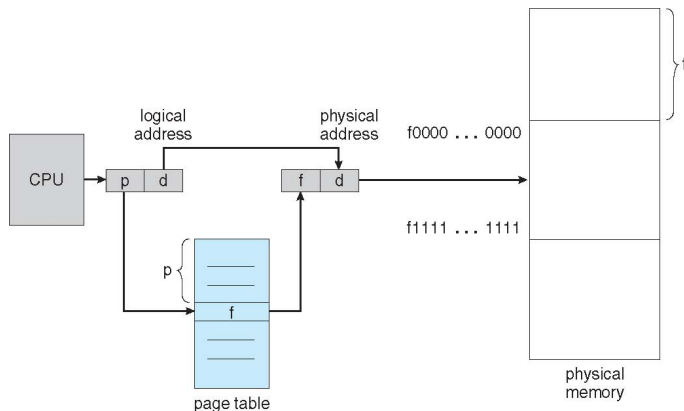 logical
address
physical
address
f0000 ... 0000
CPU
p
d
f
d
f1111 ... 1111
p
f
page table
physical
memory